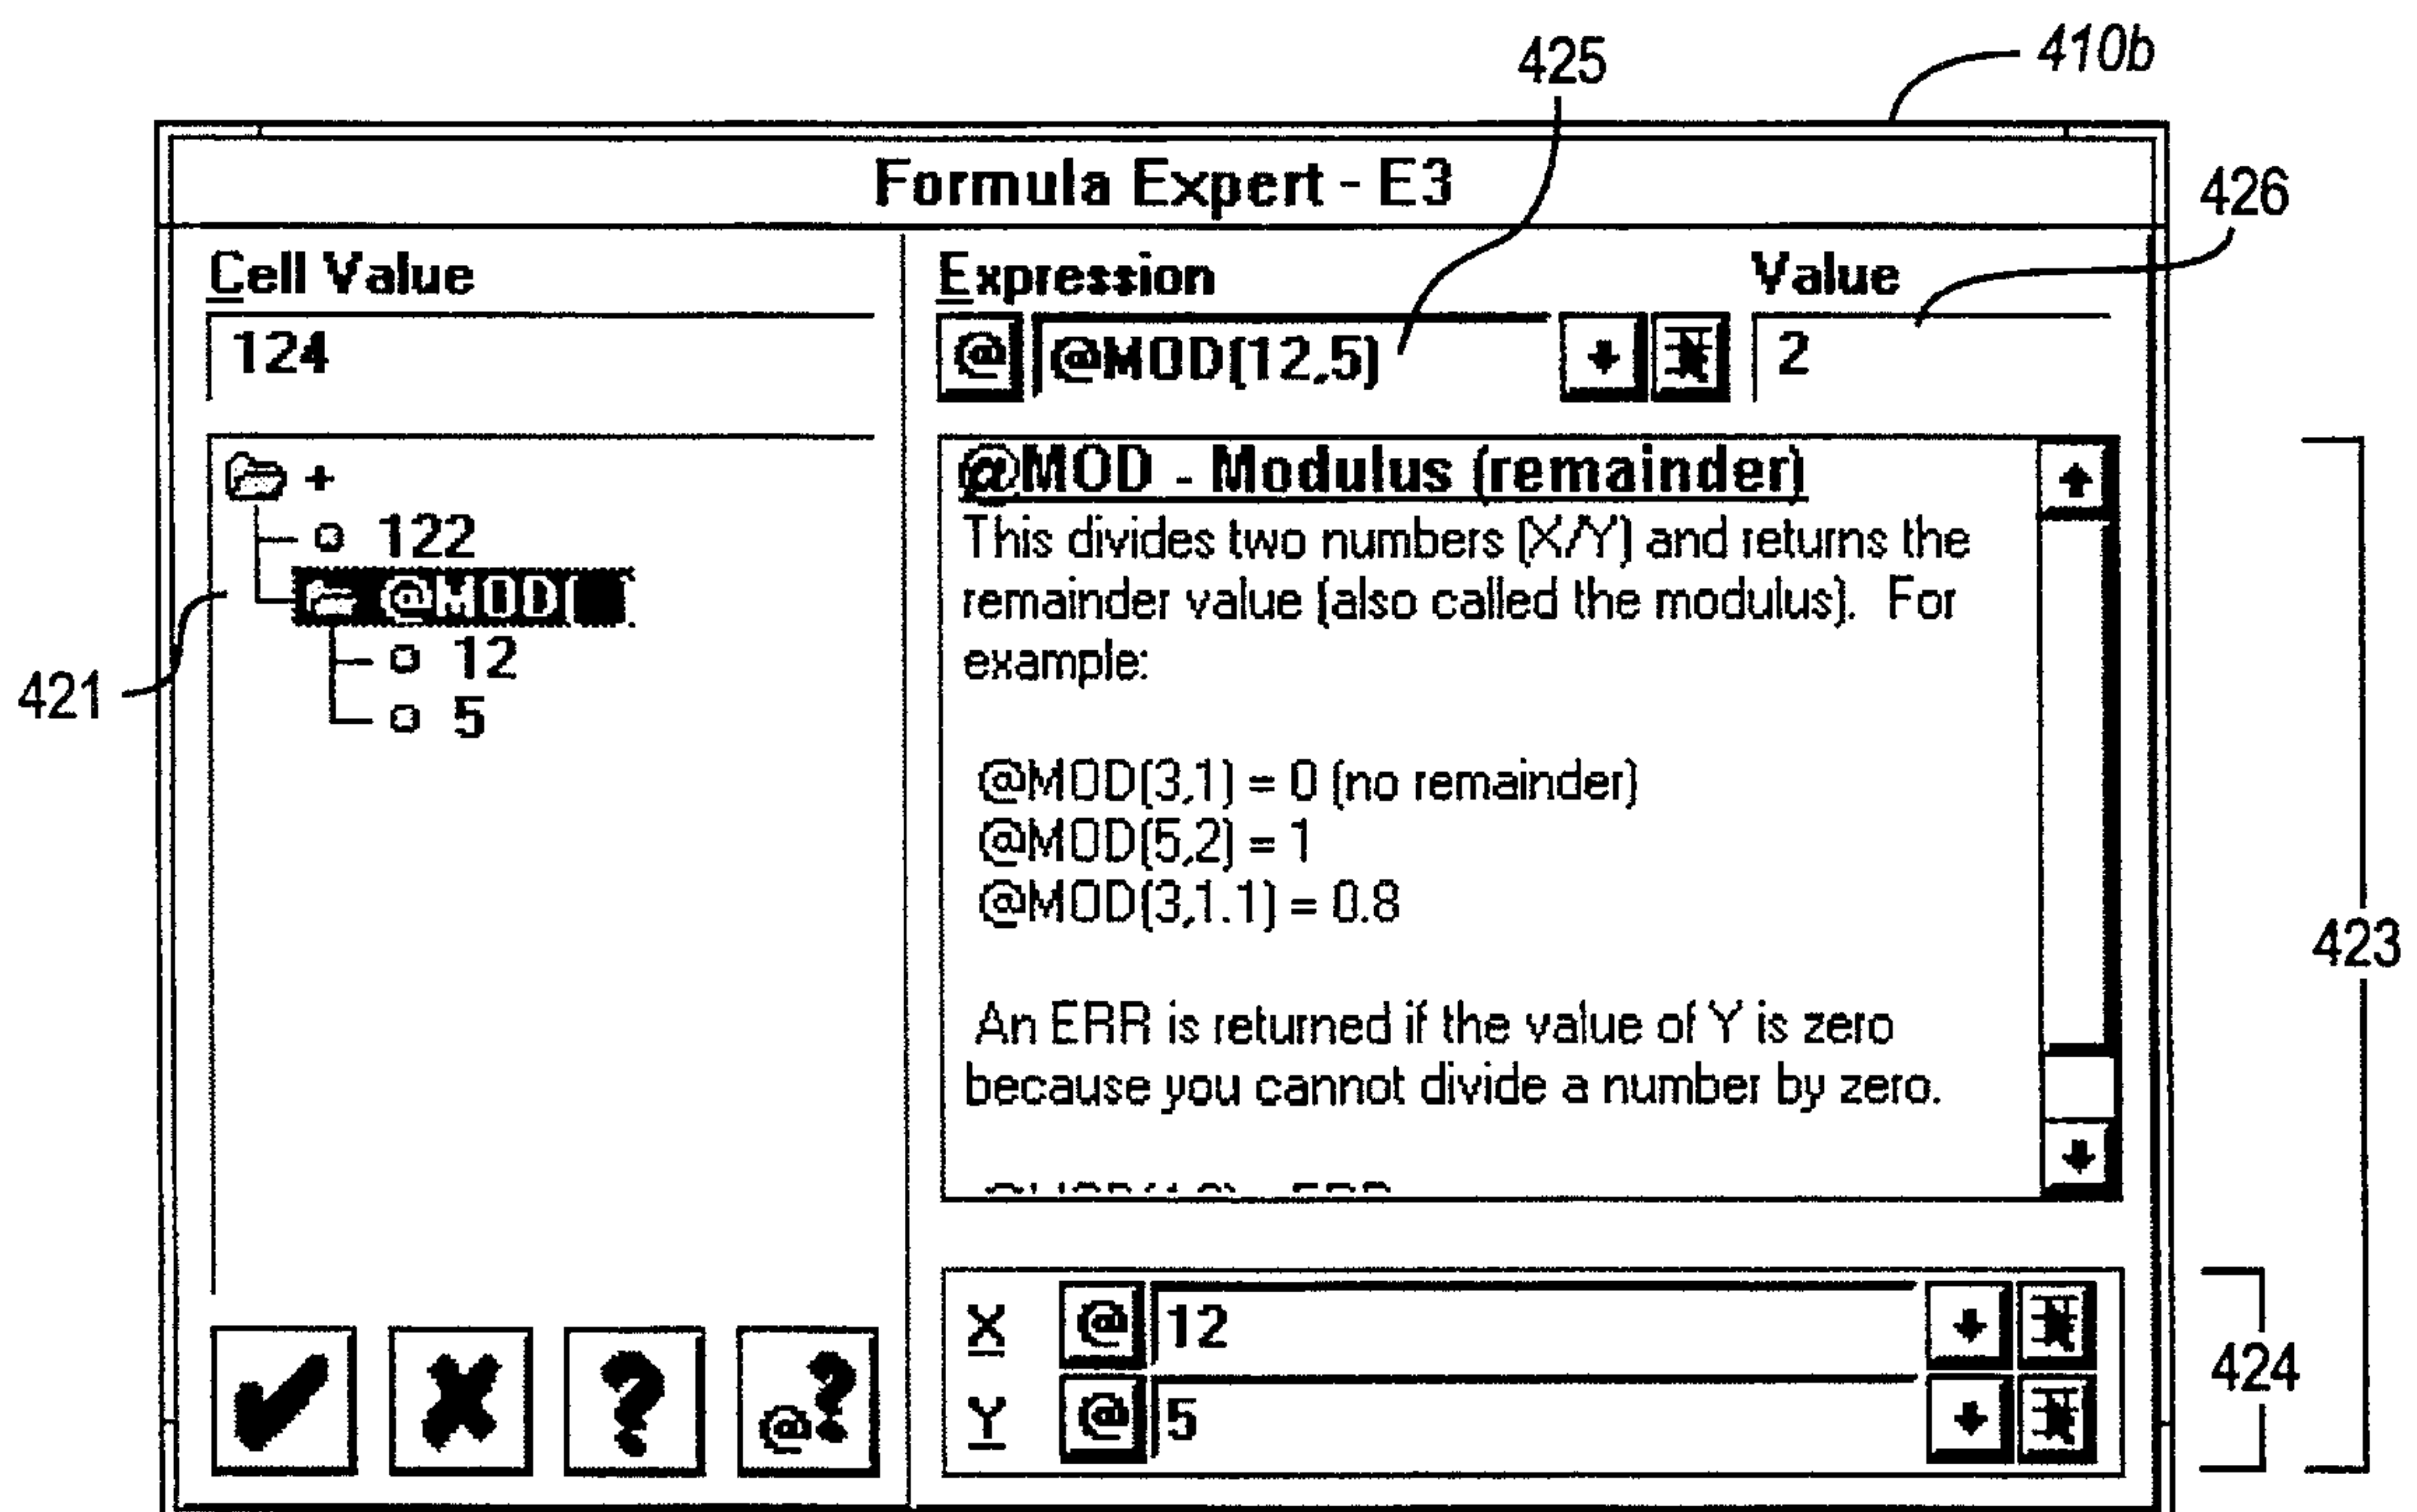 425
410b
Formula Expert - E3
426
Cell Value
124
+
122
@MOD(
12
5
421
Expression
Value
@ @MOD(12,5)
2
@MOD - Modulus (remainder)
This divides two numbers (X/Y) and returns the
remainder value (also called the modulus). For
example:
@MOD(3,1) = 0 (no remainder)
@MOD(5,2) = 1
@MOD(3,1.1) = 0.8
An ERR is returned if the value of Y is zero
because you cannot divide a number by zero.
423
X @ 12
Y @ 5
424
? @?